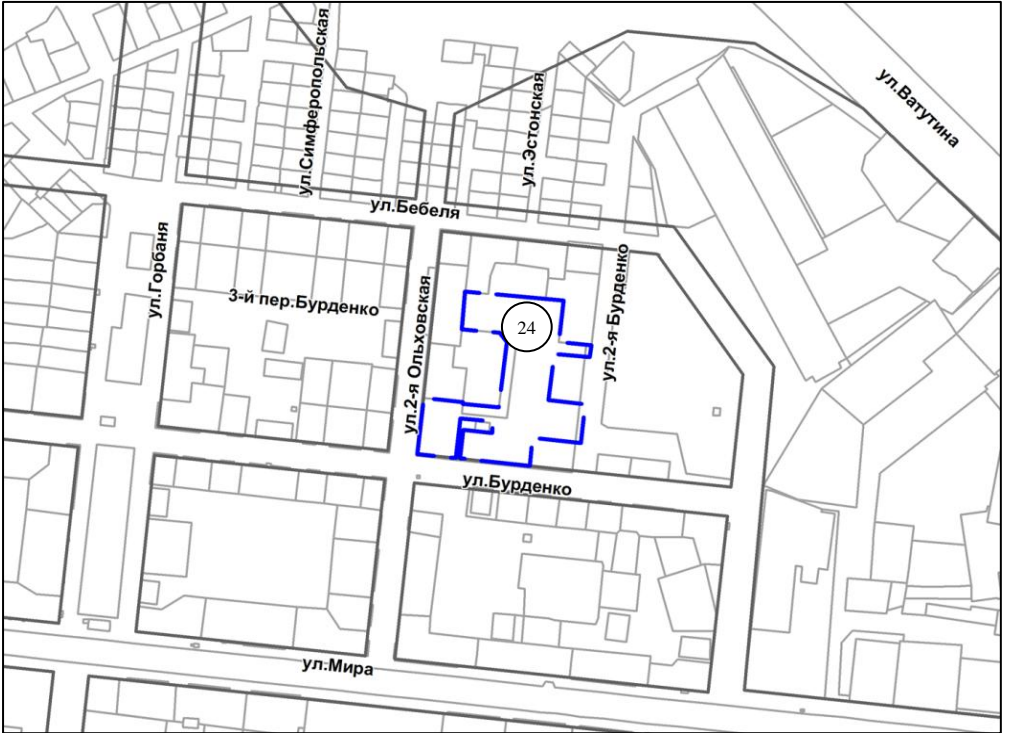 ул.Симферопольская
ул.Эстонская
ул.Ватутина
ул.Бебеля
ул.Горбаня
3-й пер.Бурденко
ул.2-я Ольховская
24
ул.2-я Бурденко
ул.Бурденко
ул.Мира